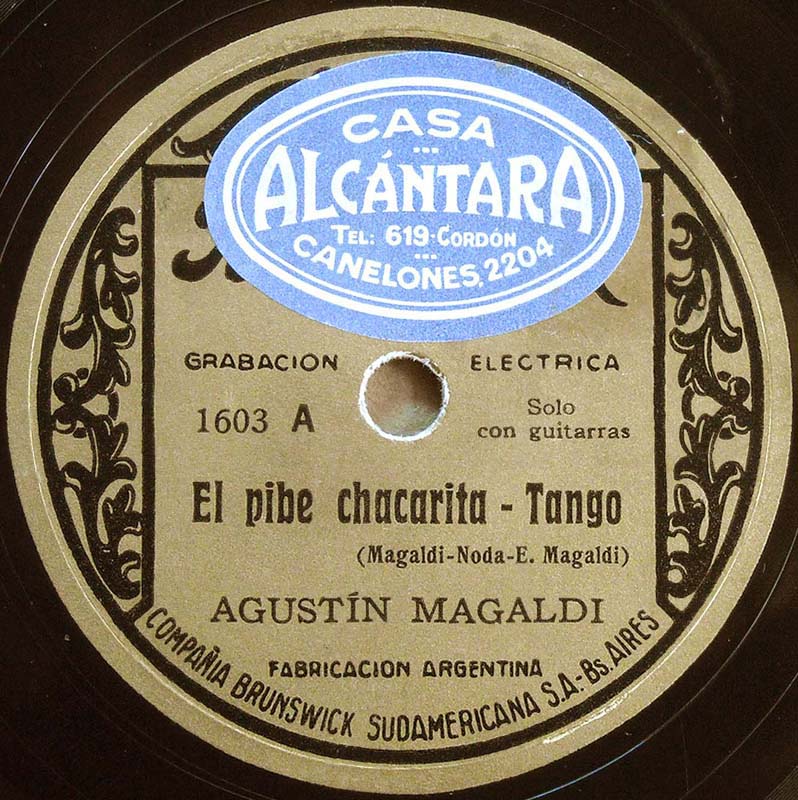 CASA
ALCÁNTARA
TEL: 619-CORDÓN
CANELONES, 2204
GRABACION ELECTRICA
1603 A
Solo
con guitarras
El pibe chacarita - Tango
(Magaldi-Noda-E. Magaldi)
AGUSTÍN MAGALDI
FABRICACION ARGENTINA
COMPAÑIA BRUNSWICK SUDAMERICANA S.A.-Bs. AIRES